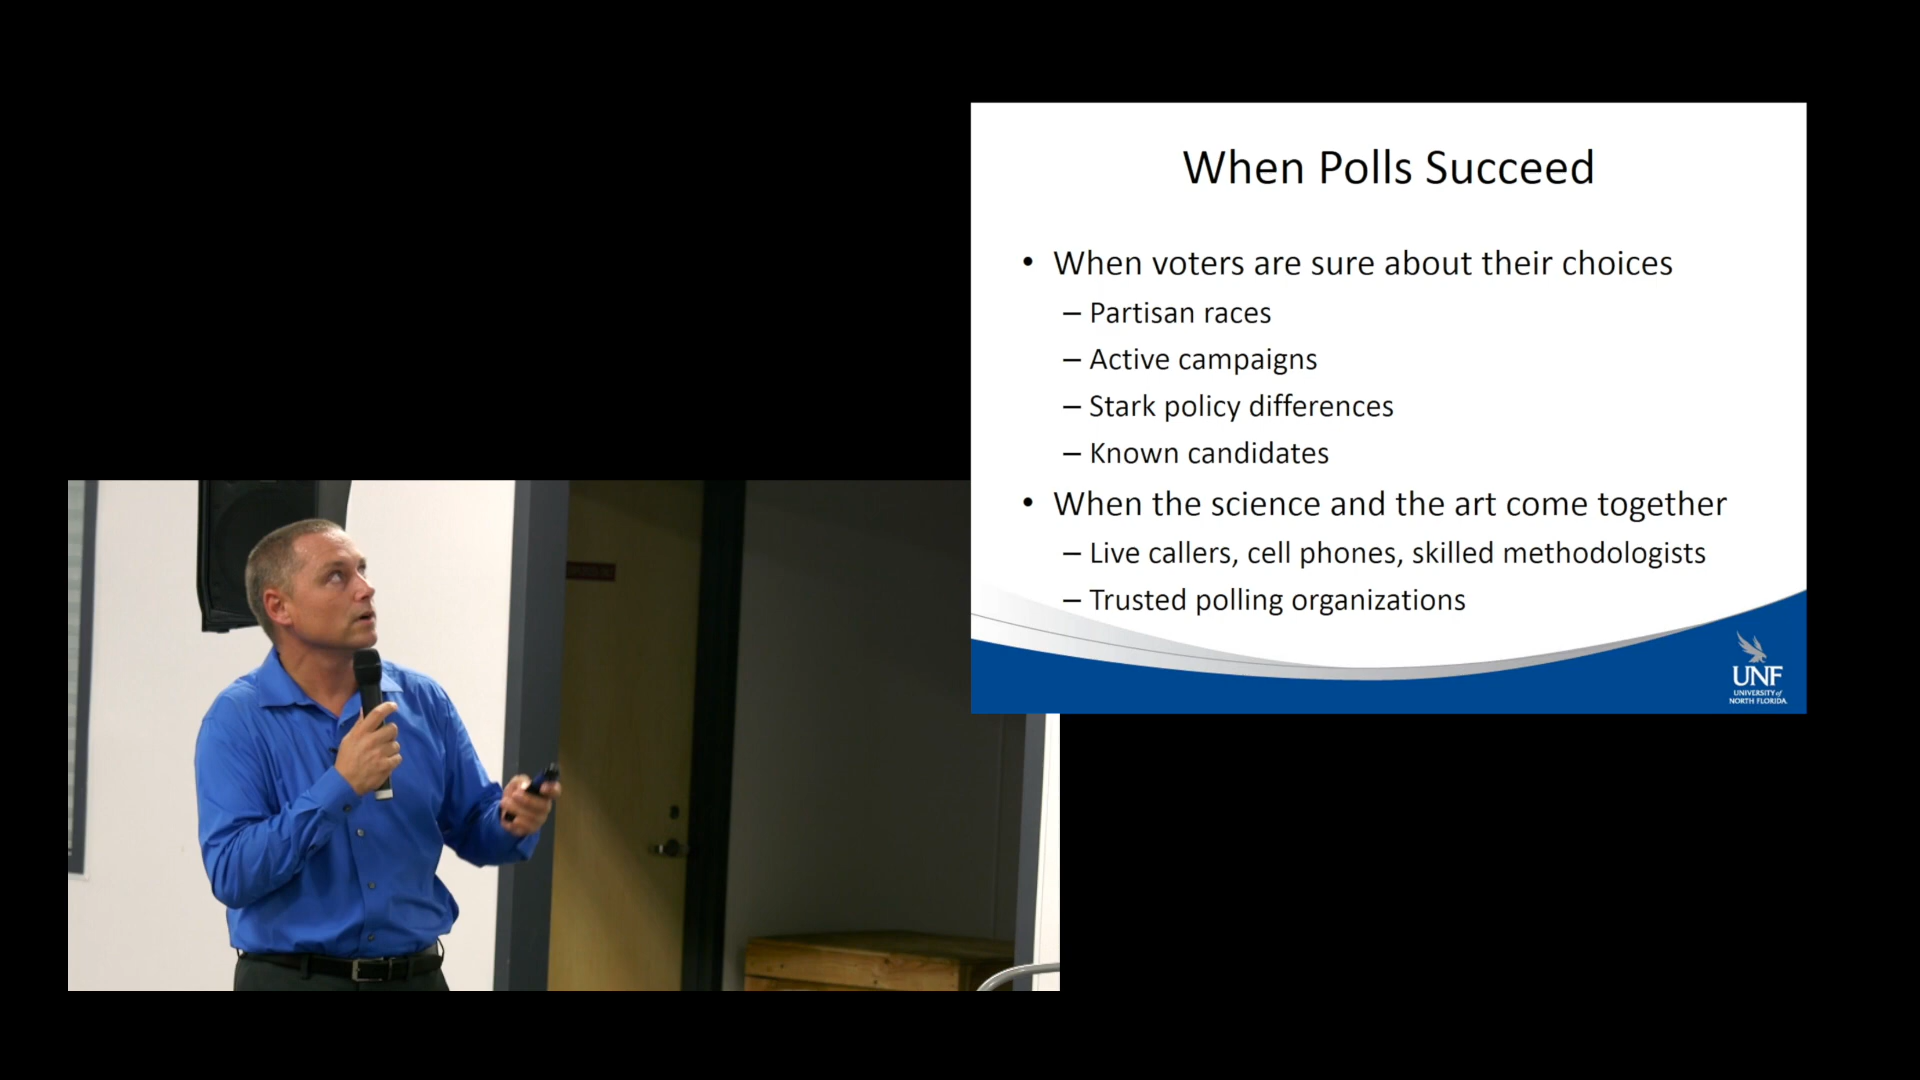 When Polls Succeed
• When voters are sure about their choices
– Partisan races
– Active campaigns
– Stark policy differences
– Known candidates
• When the science and the art come together
– Live callers, cell phones, skilled methodologists
– Trusted polling organizations
UNF
UNIVERSITY of
NORTH FLORIDA